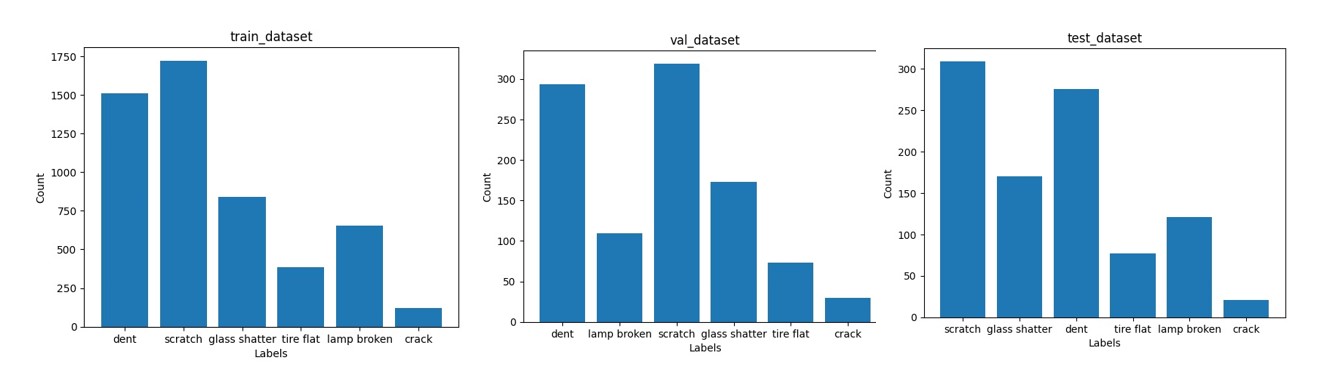 train_dataset
1750
1500
1250
1000
750
500
250
0
Count
dent scratch glass shatter tire flat lamp broken crack
Labels
val_dataset
300
250
200
150
100
50
0
Count
dent lamp broken scratch glass shatter tire flat crack
Labels
test_dataset
300
250
200
150
100
50
0
Count
scratch glass shatter dent tire flat lamp broken crack
Labels